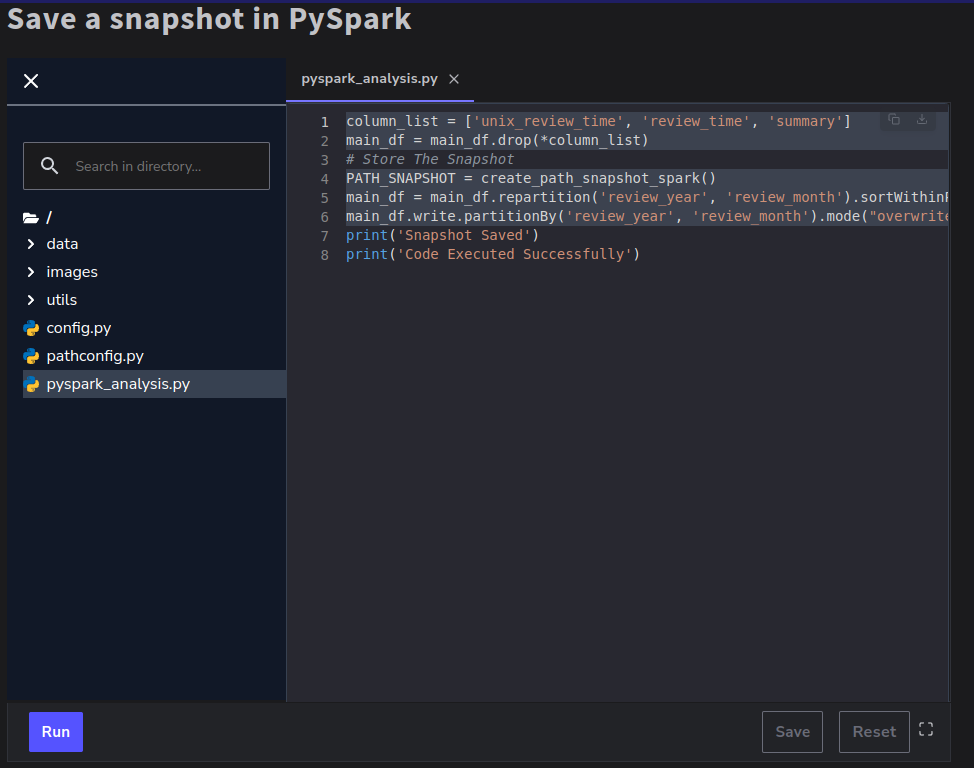 Save a snapshot in PySpark
pyspark_analysis.py
Search in directory...
/
data
images
utils
config.py
pathconfig.py
pyspark_analysis.py
1 column_list = ['unix_review_time', 'review_time', 'summary']
2 main_df = main_df.drop(*column_list)
3 # Store The Snapshot
4 PATH_SNAPSHOT = create_path_snapshot_spark()
5 main_df = main_df.repartition('review_year', 'review_month').sortWithin
6 main_df.write.partitionBy('review_year', 'review_month').mode("overwrite
7 print('Snapshot Saved')
8 print('Code Executed Successfully')
Run
Save
Reset